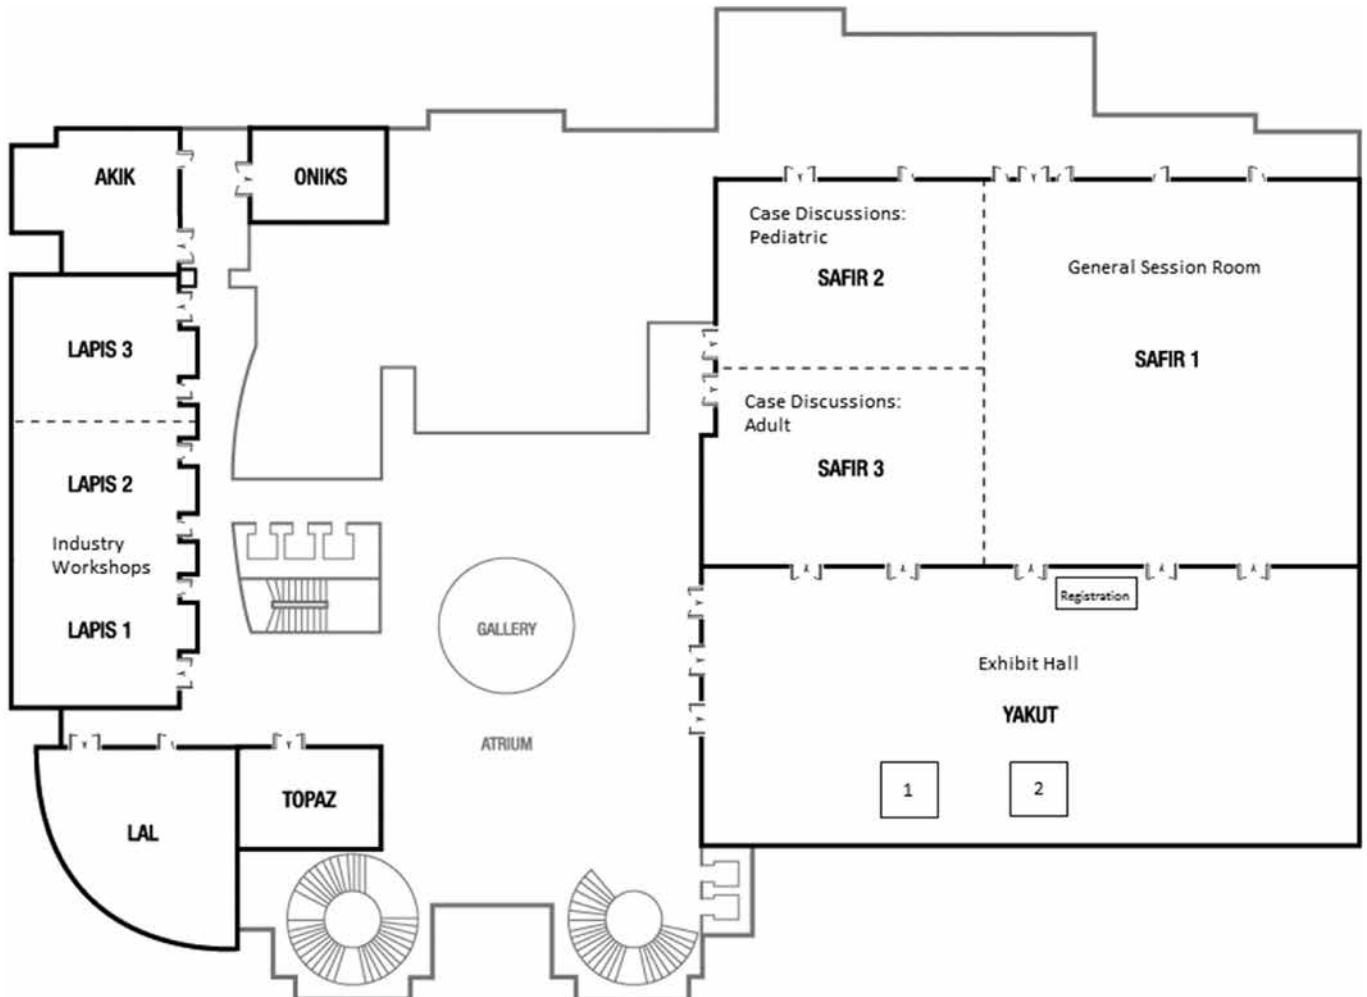 AKIK
ONIKS
Case Discussions:
Pediatric
SAFIR 2
General Session Room
SAFIR 1
LAPIS 3
Case Discussions:
Adult
SAFIR 3
LAPIS 2
Industry
Workshops
LAPIS 1
Registration
GALLERY
Exhibit Hall
YAKUT
ATRIUM
1
2
TOPAZ
LAL